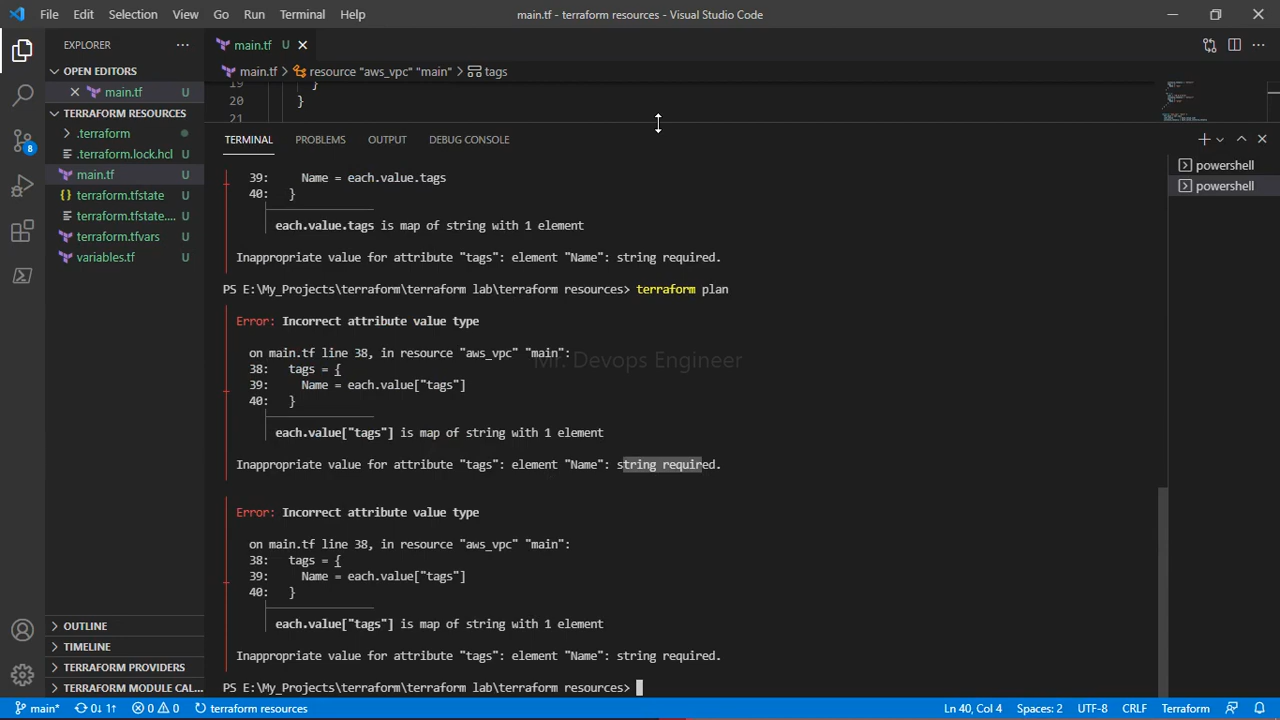 File Edit Selection View Go Run Terminal Help
main.tf - terraform resources - Visual Studio Code
EXPLORER
OPEN EDITORS
main.tf U
TERRAFORM RESOURCES
.terraform
.terraform.lock.hcl U
main.tf U
terraform.tfstate U
terraform.tfstate.... U
terraform.tfvars U
variables.tf U
OUTLINE
TIMELINE
TERRAFORM PROVIDERS
TERRAFORM MODULE CAL...
8
main.tf U
main.tf > resource "aws_vpc" "main" > tags
19 }
20 }
21
TERMINAL PROBLEMS OUTPUT DEBUG CONSOLE
powershell
powershell
39: Name = each.value.tags
40: }
each.value.tags is map of string with 1 element
Inappropriate value for attribute "tags": element "Name": string required.
PS E:\My_Projects\terraform\terraform lab\terraform resources> terraform plan
Error: Incorrect attribute value type
on main.tf line 38, in resource "aws_vpc" "main":
Mr. Devops Engineer
38: tags = {
39: Name = each.value["tags"]
40: }
each.value["tags"] is map of string with 1 element
Inappropriate value for attribute "tags": element "Name": string required.
Error: Incorrect attribute value type
on main.tf line 38, in resource "aws_vpc" "main":
38: tags = {
39: Name = each.value["tags"]
40: }
each.value["tags"] is map of string with 1 element
Inappropriate value for attribute "tags": element "Name": string required.
PS E:\My_Projects\terraform\terraform lab\terraform resources>
main* 0↓ 1↑ 0 0 terraform resources
Ln 40, Col 4 Spaces: 2 UTF-8 CRLF Terraform